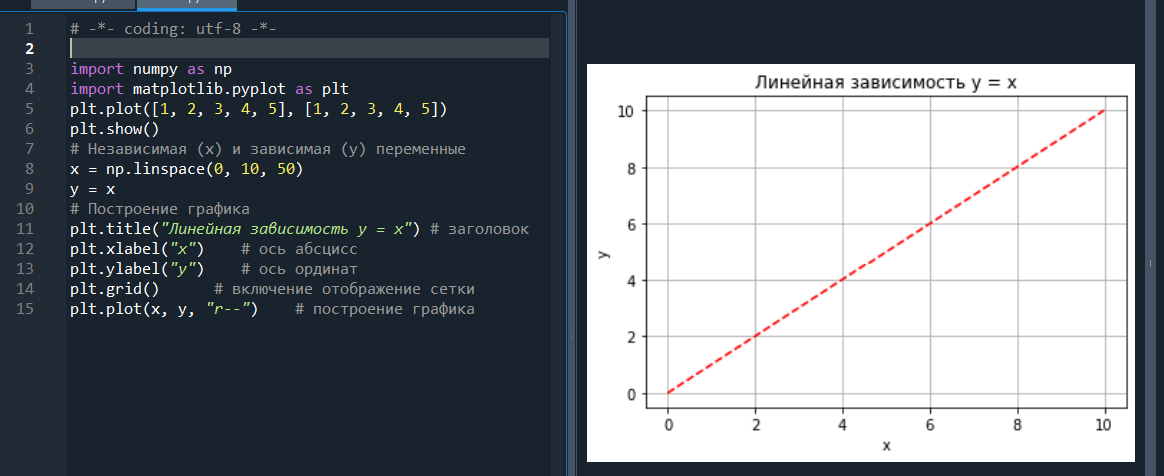 1 # -*- coding: utf-8 -*-
2
3 import numpy as np
4 import matplotlib.pyplot as plt
5 plt.plot([1, 2, 3, 4, 5], [1, 2, 3, 4, 5])
6 plt.show()
7 # Независимая (x) и зависимая (y) переменные
8 x = np.linspace(0, 10, 50)
9 y = x
10 # Построение графика
11 plt.title("Линейная зависимость y = x") # заголовок
12 plt.xlabel("x")    # ось абсцисс
13 plt.ylabel("y")    # ось ординат
14 plt.grid()      # включение отображение сетки
15 plt.plot(x, y, "r--")    # построение графика
Линейная зависимость y = x
10
8
6
4
2
0
y
0 2 4 6 8 10
x